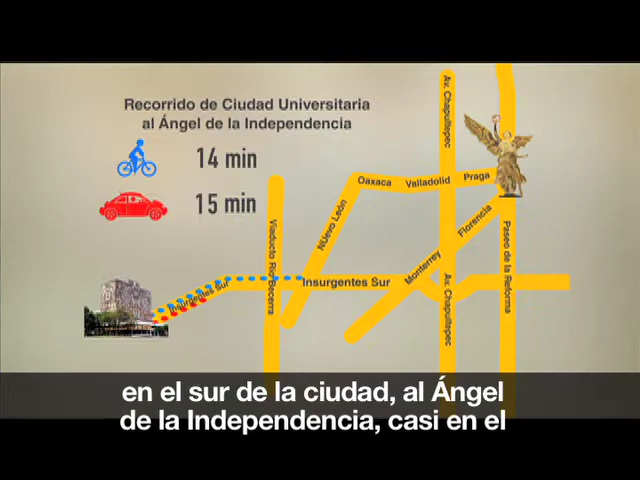 Recorrido de Ciudad Universitaria
al Ángel de la Independencia
14 min
15 min
Av. Chapultepec
Oaxaca
Valladolid
Praga
NUevo León
Florencia
Viaducto Rio Becerra
Monterrey
Paseo de la Reforma
Insurgentes Sur
Insurgentes Sur
Av. Chapultepec
en el sur de la ciudad, al Ángel
de la Independencia, casi en el